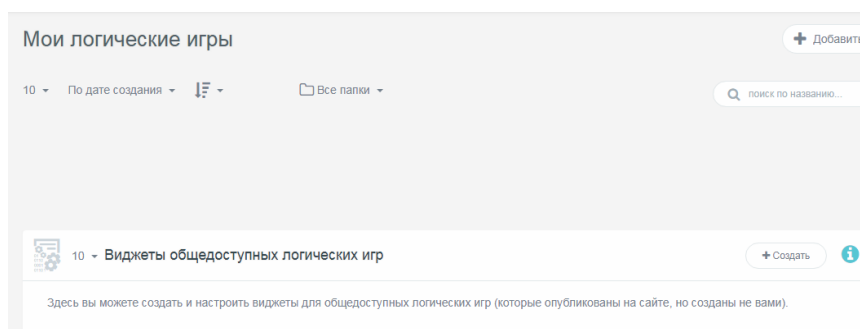 Мои логические игры
Добавить
10 По дате создания Все папки поиск по названию...
10 Виджеты общедоступных логических игр Создать
Здесь вы можете создать и настроить виджеты для общедоступных логических игр (которые опубликованы на сайте, но созданы не вами).